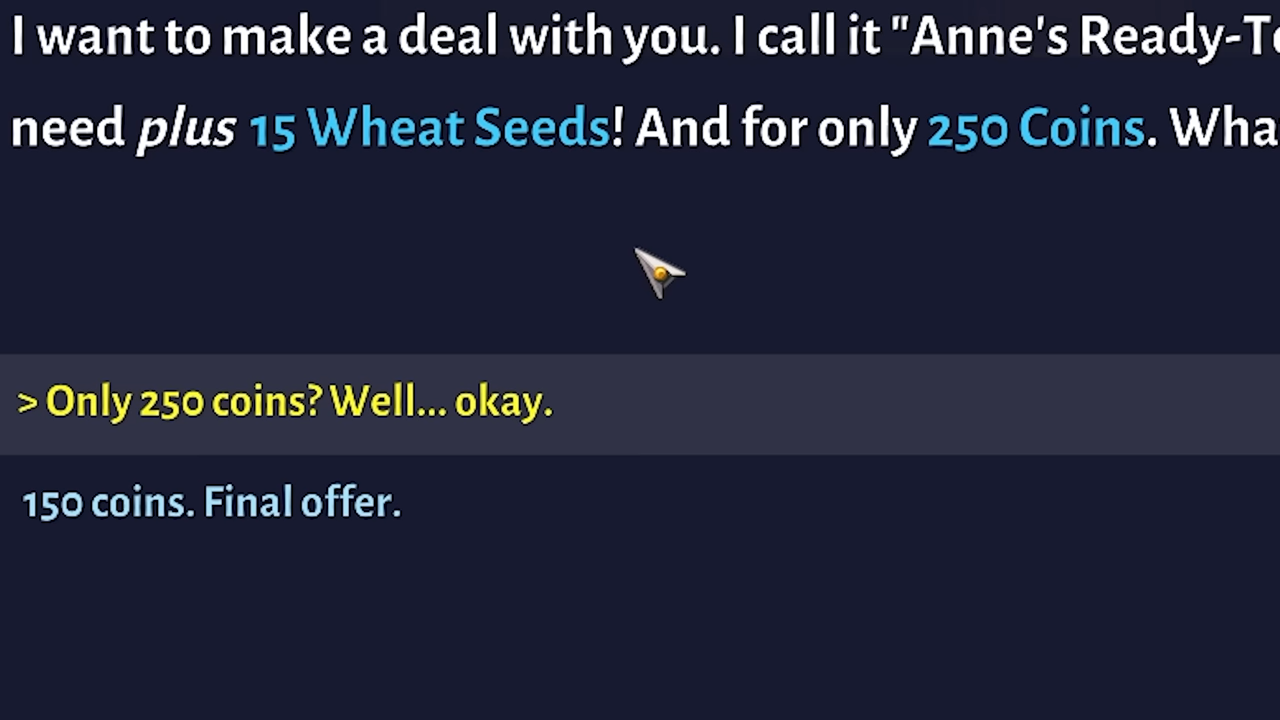 I want to make a deal with you. I call it "Anne's Ready-
need plus 15 Wheat Seeds! And for only 250 Coins.
> Only 250 coins? Well... okay.
150 coins. Final offer.